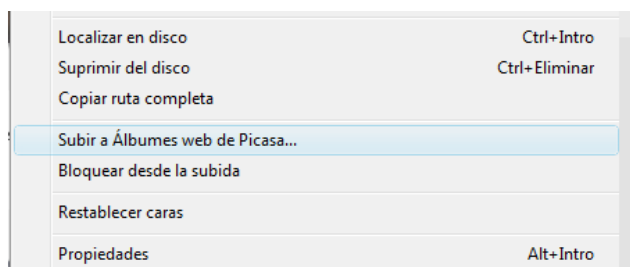 Localizar en disco Ctrl+Intro
Suprimir del disco Ctrl+Eliminar
Copiar ruta completa
Subir a Álbumes web de Picasa...
Bloquear desde la subida
Restablecer caras
Propiedades Alt+Intro